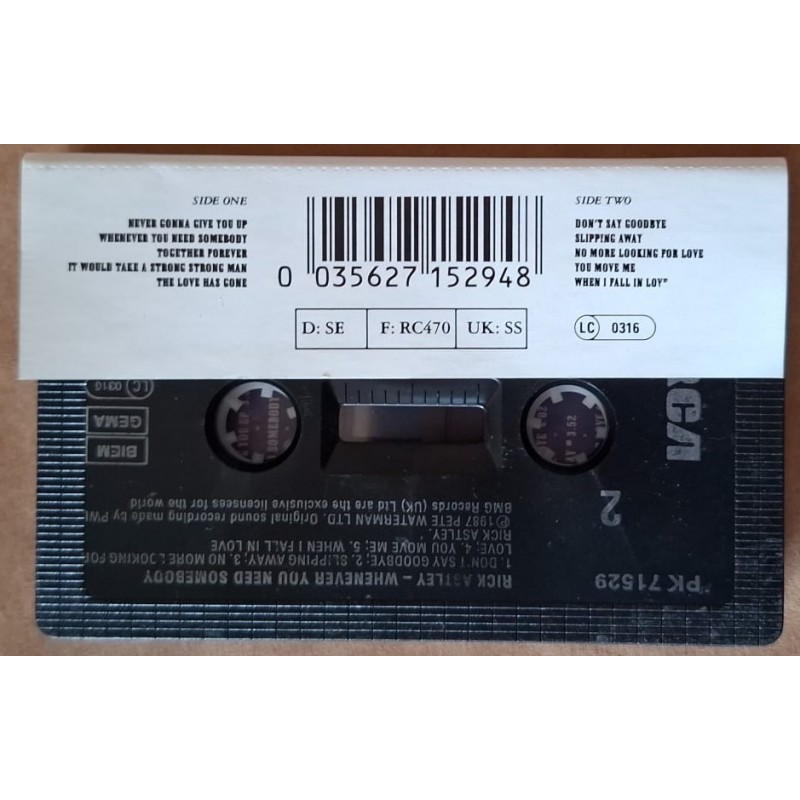 SIDE ONE
NEVER GONNA GIVE YOU UP
WHENEVER YOU NEED SOMEBODY
TOGETHER FOREVER
IT WOULD TAKE A STRONG STRONG MAN
THE LOVE HAS GONE
0 035627 152948
SIDE TWO
DON'T SAY GOODBYE
SLIPPING AWAY
NO MORE LOOKING FOR LOVE
YOU MOVE ME
WHEN I FALL IN LOV
D: SE F: RC470 UK: SS
LC 0316
PK 71529
RICK ASTLEY – WHENEVER YOU NEED SOMEBODY
1. DON'T SAY GOODBYE; 2. SLIPPING AWAY; 3. NO MORE LOOKING FOR
LOVE; 4. YOU MOVE ME; 5. WHEN I FALL IN LOVE
RICK ASTLEY.
℗1987 PETE WATERMAN LTD. Original sound recording made by PWL
BMG Records (UK) Ltd are the exclusive licensees for the world
2
BIEM
GEMA
LC 0316
RCA